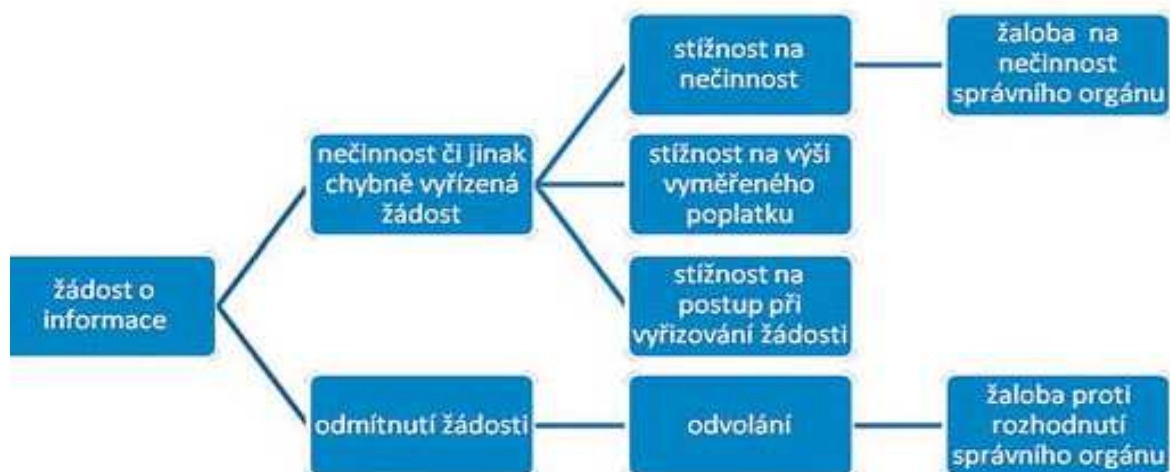 stížnost na
nečinnost
žaloba na
nečinnost
správního orgánu
nečinnost či jinak
chybně vyřízená
žádost
stížnost na výši
vyměřeného
poplatku
žádost o
informace
stížnost na
postup při
vyřizování žádosti
odmítnutí žádosti
odvolání
žaloba proti
rozhodnutí
správního orgánu